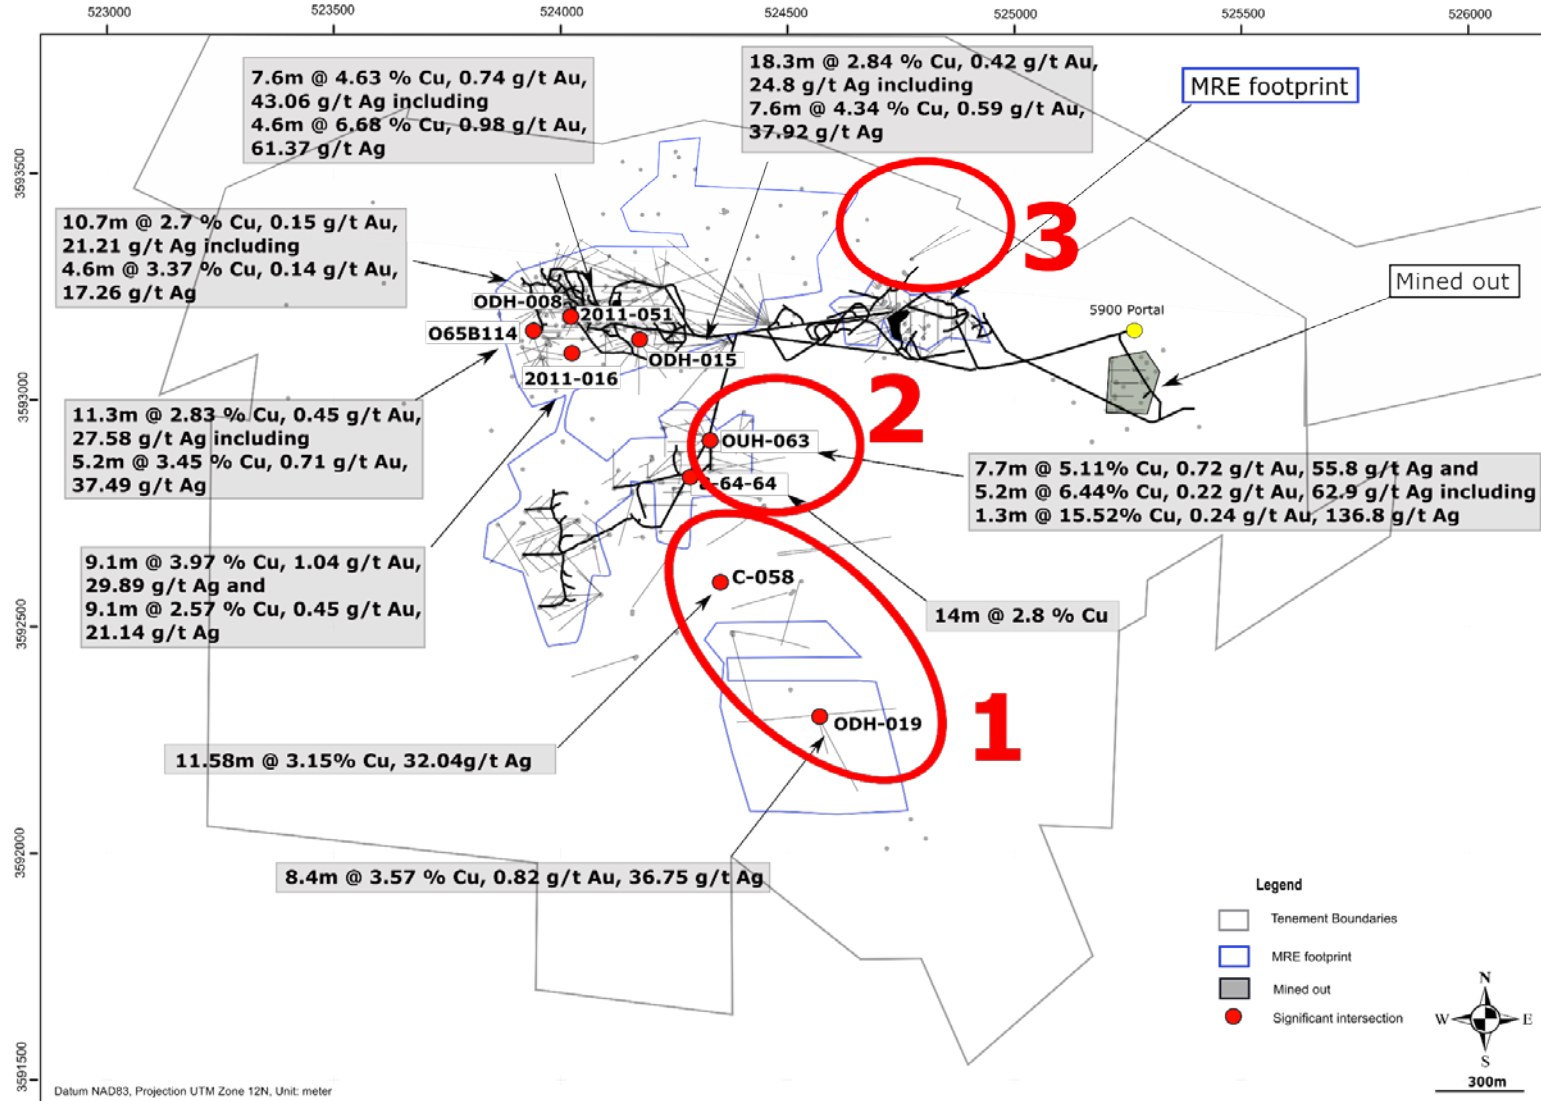 523000 523500 524000 524500 525000 525500 526000
3593500
3593000
3592500
3592000
3591500
7.6m @ 4.63 % Cu, 0.74 g/t Au,
43.06 g/t Ag including
4.6m @ 6.68 % Cu, 0.98 g/t Au,
61.37 g/t Ag
18.3m @ 2.84 % Cu, 0.42 g/t Au,
24.8 g/t Ag including
7.6m @ 4.34 % Cu, 0.59 g/t Au,
37.92 g/t Ag
MRE footprint
10.7m @ 2.7 % Cu, 0.15 g/t Au,
21.21 g/t Ag including
4.6m @ 3.37 % Cu, 0.14 g/t Au,
17.26 g/t Ag
3
Mined out
ODH-008
2011-051
5900 Portal
O65B114
ODH-015
2011-016
2
11.3m @ 2.83 % Cu, 0.45 g/t Au,
27.58 g/t Ag including
5.2m @ 3.45 % Cu, 0.71 g/t Au,
37.49 g/t Ag
OUH-063
-64-64
7.7m @ 5.11% Cu, 0.72 g/t Au, 55.8 g/t Ag and
5.2m @ 6.44% Cu, 0.22 g/t Au, 62.9 g/t Ag including
1.3m @ 15.52% Cu, 0.24 g/t Au, 136.8 g/t Ag
9.1m @ 3.97 % Cu, 1.04 g/t Au,
29.89 g/t Ag and
9.1m @ 2.57 % Cu, 0.45 g/t Au,
21.14 g/t Ag
C-058
14m @ 2.8 % Cu
1
ODH-019
11.58m @ 3.15% Cu, 32.04g/t Ag
8.4m @ 3.57 % Cu, 0.82 g/t Au, 36.75 g/t Ag
Legend
Tenement Boundaries
MRE footprint
Mined out
Significant intersection
N
W E
S
300m
Datum NAD83, Projection UTM Zone 12N, Unit: meter